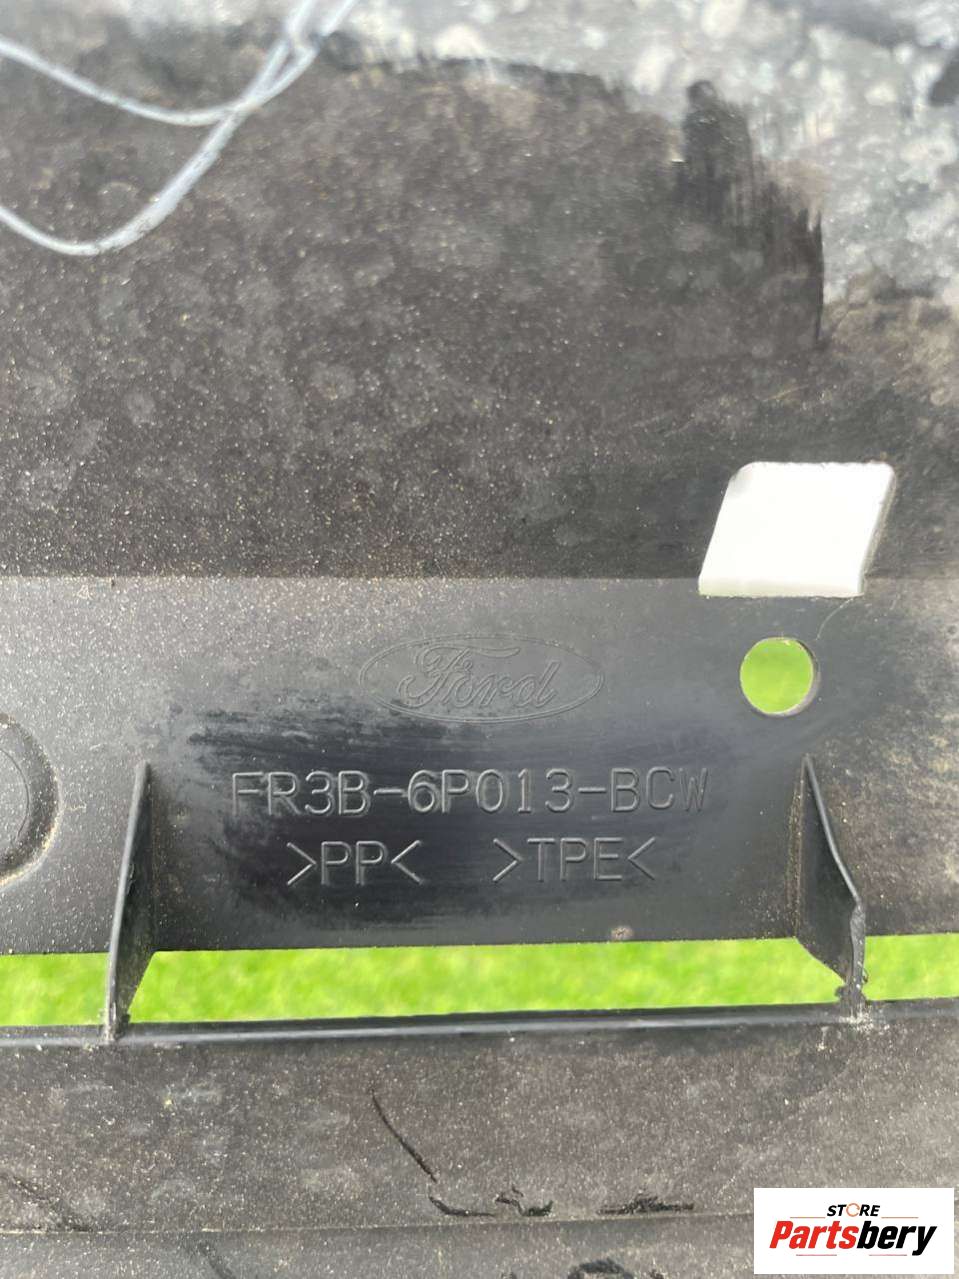 Ford
FR3B-6P013-BCW
>PP< >TPE<
STORE
Partsbery